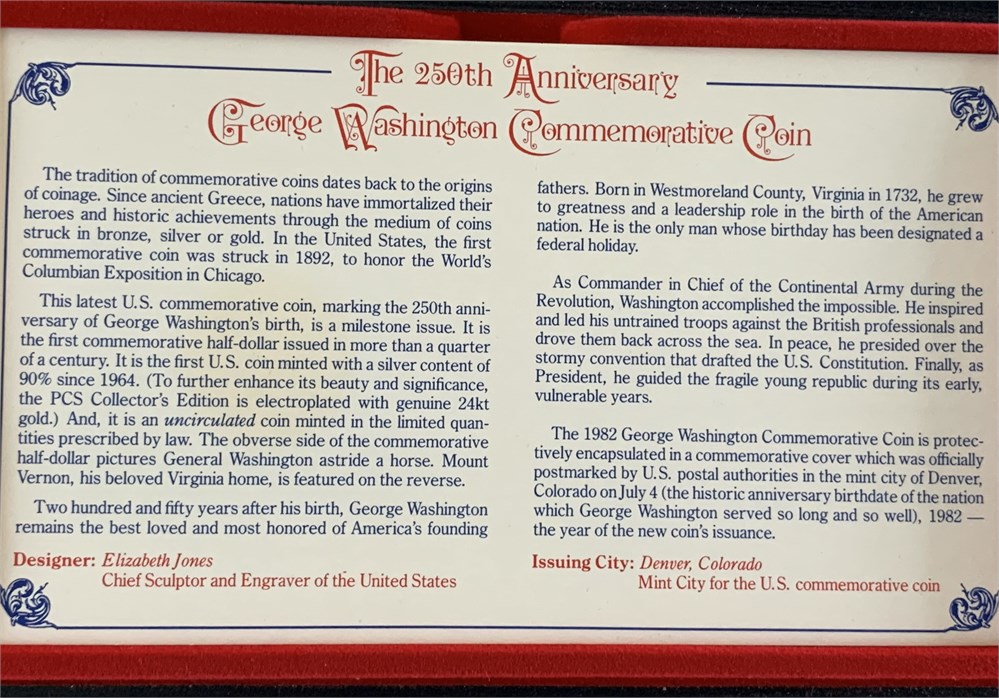 The 250th Anniversary
George Washington Commemorative Coin
The tradition of commemorative coins dates back to the origins
of coinage. Since ancient Greece, nations have immortalized their
heroes and historic achievements through the medium of coins
struck in bronze, silver or gold. In the United States, the first
commemorative coin was struck in 1892, to honor the World's
Columbian Exposition in Chicago.
This latest U.S. commemorative coin, marking the 250th anni-
versary of George Washington's birth, is a milestone issue. It is
the first commemorative half-dollar issued in more than a quarter
of a century. It is the first U.S. coin minted with a silver content of
90% since 1964. (To further enhance its beauty and significance,
the PCS Collector's Edition is electroplated with genuine 24kt
gold.) And, it is an uncirculated coin minted in the limited quan-
tities prescribed by law. The obverse side of the commemorative
half-dollar pictures General Washington astride a horse. Mount
Vernon, his beloved Virginia home, is featured on the reverse.
Two hundred and fifty years after his birth, George Washington
remains the best loved and most honored of America's founding
Designer: Elizabeth Jones
Chief Sculptor and Engraver of the United States
fathers. Born in Westmoreland County, Virginia in 1732, he grew
to greatness and a leadership role in the birth of the American
nation. He is the only man whose birthday has been designated a
federal holiday.
As Commander in Chief of the Continental Army during the
Revolution, Washington accomplished the impossible. He inspired
and led his untrained troops against the British professionals and
drove them back across the sea. In peace, he presided over the
stormy convention that drafted the U.S. Constitution. Finally, as
President, he guided the fragile young republic during its early,
vulnerable years.
The 1982 George Washington Commemorative Coin is protec-
tively encapsulated in a commemorative cover which was officially
postmarked by U.S. postal authorities in the mint city of Denver,
Colorado on July 4 (the historic anniversary birthdate of the nation
which George Washington served so long and so well), 1982 —
the year of the new coin's issuance.
Issuing City: Denver, Colorado
Mint City for the U.S. commemorative coin